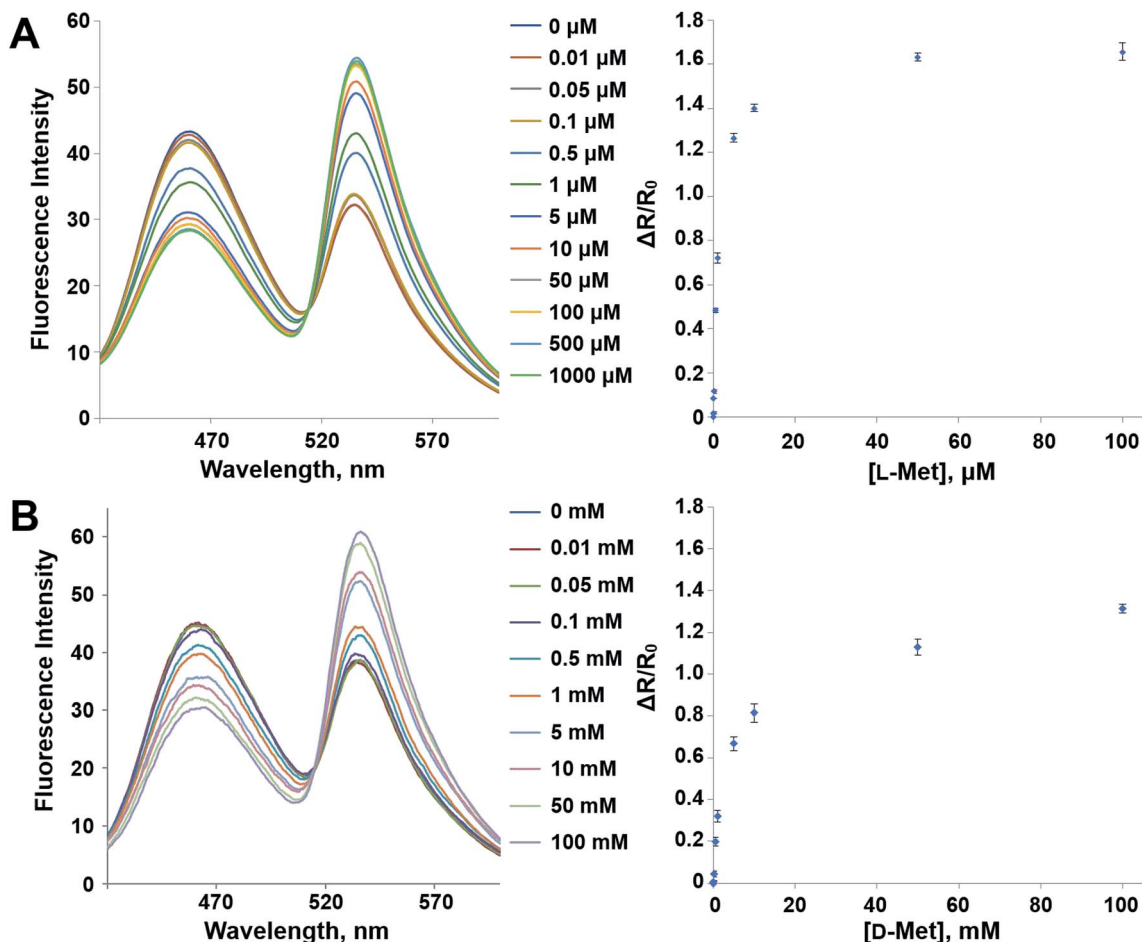 A
Fluorescence Intensity
60
50
40
30
20
10
0
470
520
570
Wavelength, nm
0 µM
0.01 µM
0.05 µM
0.1 µM
0.5 µM
1 µM
5 µM
10 µM
50 µM
100 µM
500 µM
1000 µM
ΔR/R0
1.8
1.6
1.4
1.2
1.0
0.8
0.6
0.4
0.2
0
0
20
40
60
80
100
[L-Met], µM
B
Fluorescence Intensity
60
50
40
30
20
10
0
470
520
570
Wavelength, nm
0 mM
0.01 mM
0.05 mM
0.1 mM
0.5 mM
1 mM
5 mM
10 mM
50 mM
100 mM
ΔR/R0
1.8
1.6
1.4
1.2
1.0
0.8
0.6
0.4
0.2
0
0
20
40
60
80
100
[D-Met], mM